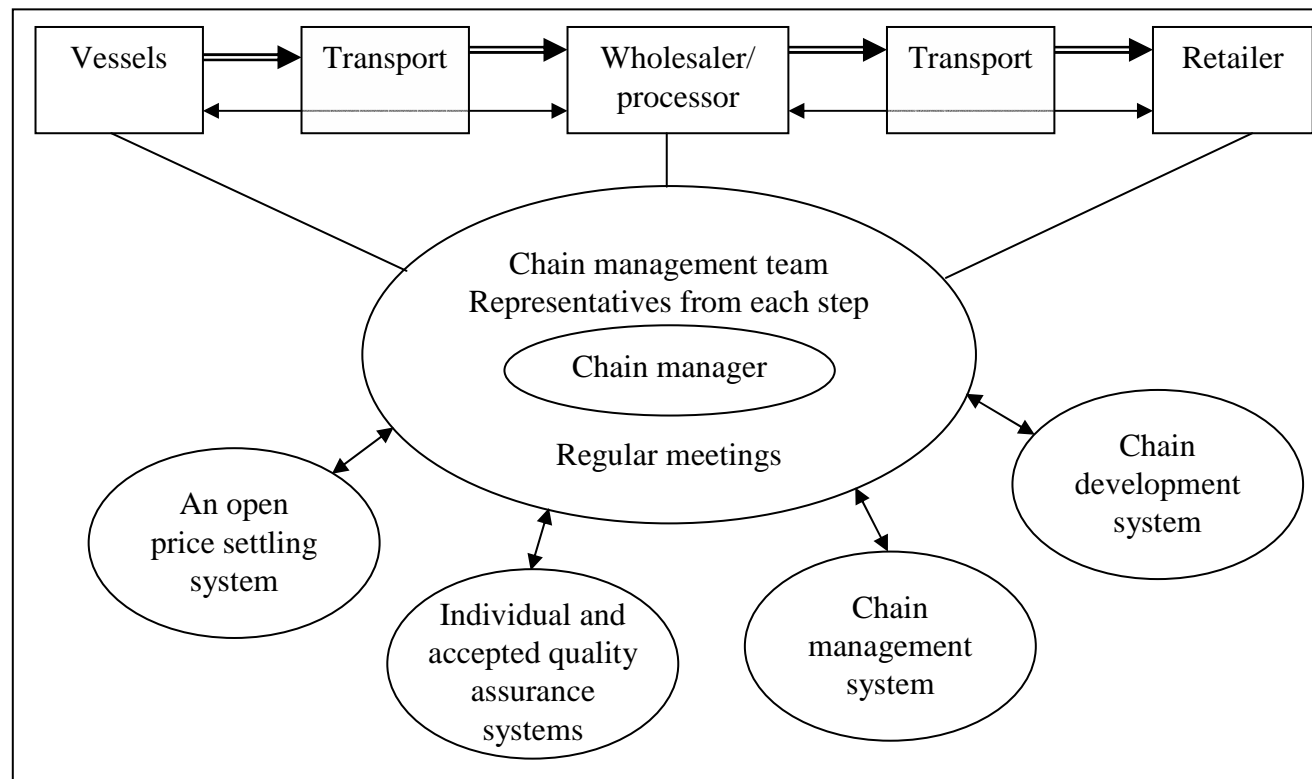 Vessels
Transport
Wholesaler/
processor
Transport
Retailer
Chain management team
Representatives from each step
Chain manager
Regular meetings
An open
price settling
system
Individual and
accepted quality
assurance
systems
Chain
management
system
Chain
development
system